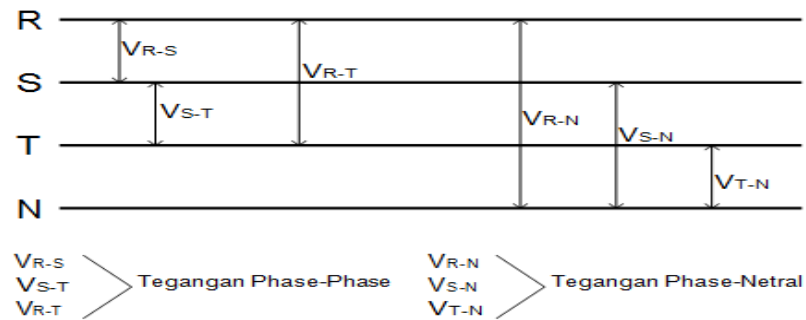 R
VR-S
VR-T
S
VS-T
VR-N
VS-N
T
VT-N
N
VR-S
VS-T
VR-T
Tegangan Phase-Phase
VR-N
VS-N
VT-N
Tegangan Phase-Netral